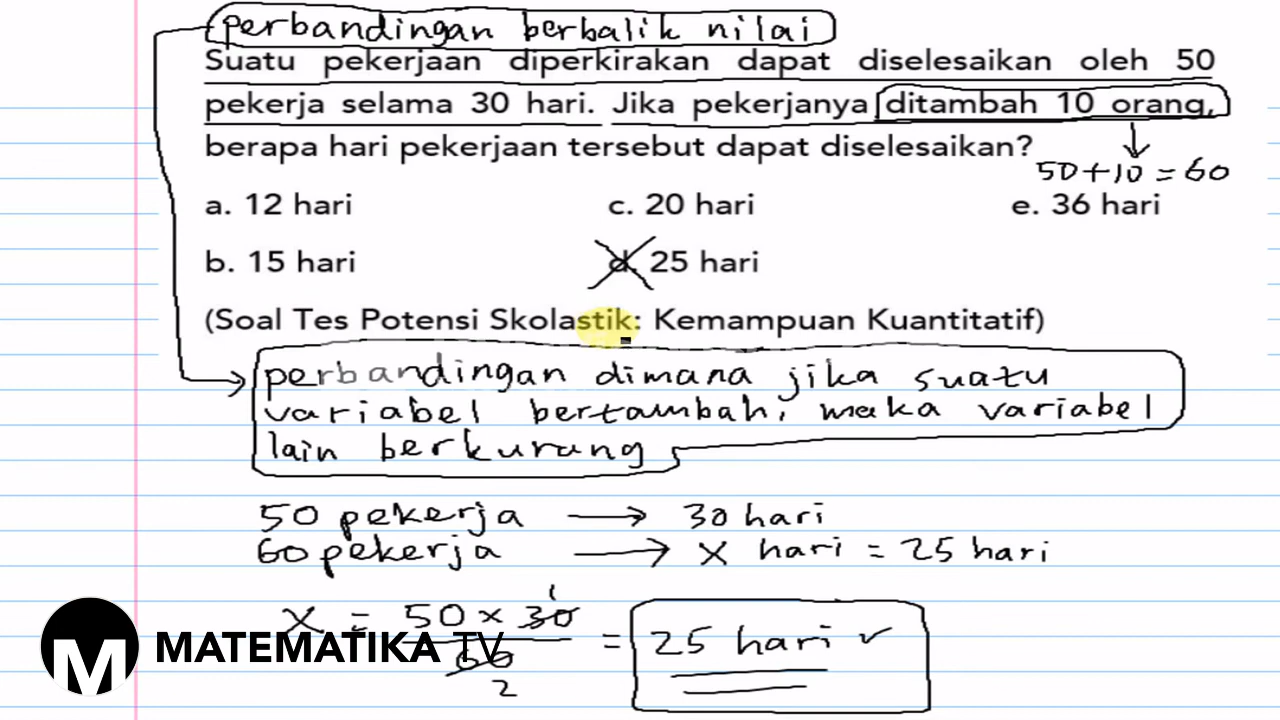 perbandingan berbalik nilai
Suatu pekerjaan diperkirakan dapat diselesaikan oleh 50
pekerja selama 30 hari. Jika pekerjanya ditambah 10 orang,
berapa hari pekerjaan tersebut dapat diselesaikan?
50+10 = 60
a. 12 hari c. 20 hari e. 36 hari
b. 15 hari d. 25 hari
(Soal Tes Potensi Skolastik: Kemampuan Kuantitatif)
perbandingan dimana jika suatu
variabel bertambah, maka variabel
lain berkurang
50 pekerja → 30 hari
60 pekerja → x hari = 25 hari
1
x = 50 × 30
= 25 hari ✓
60
2
M MATEMATIKA TV